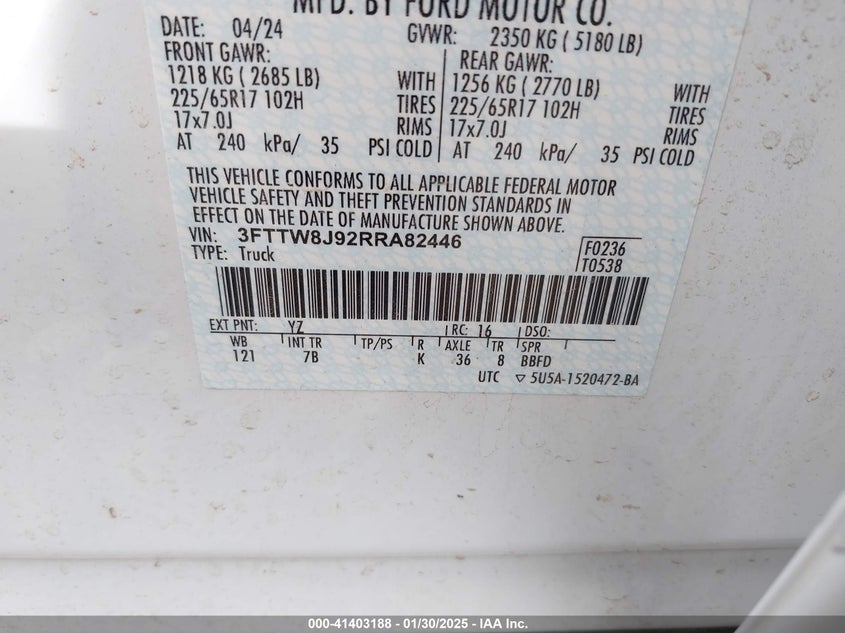 MFD. BY FORD MOTOR CO.
DATE: 04/24 GVWR: 2350 KG ( 5180 LB)
FRONT GAWR: REAR GAWR:
1218 KG ( 2685 LB) WITH 1256 KG ( 2770 LB) WITH
225/65R17 102H TIRES 225/65R17 102H TIRES
17x7.0J RIMS 17x7.0J RIMS
AT 240 kPa/ 35 PSI COLD AT 240 kPa/ 35 PSI COLD
THIS VEHICLE CONFORMS TO ALL APPLICABLE FEDERAL MOTOR
VEHICLE SAFETY AND THEFT PREVENTION STANDARDS IN
EFFECT ON THE DATE OF MANUFACTURE SHOWN ABOVE.
VIN: 3FTTW8J92RRA82446 F0236
TYPE: Truck T0538
EXT PNT: YZ RC: 16 DSO:
WB INT TR TP/PS R AXLE TR SPR
121 7B K 36 8 BBFD
UTC ▽ 5U5A-1520472-BA
000-41403188 - 01/30/2025 - IAA Inc.